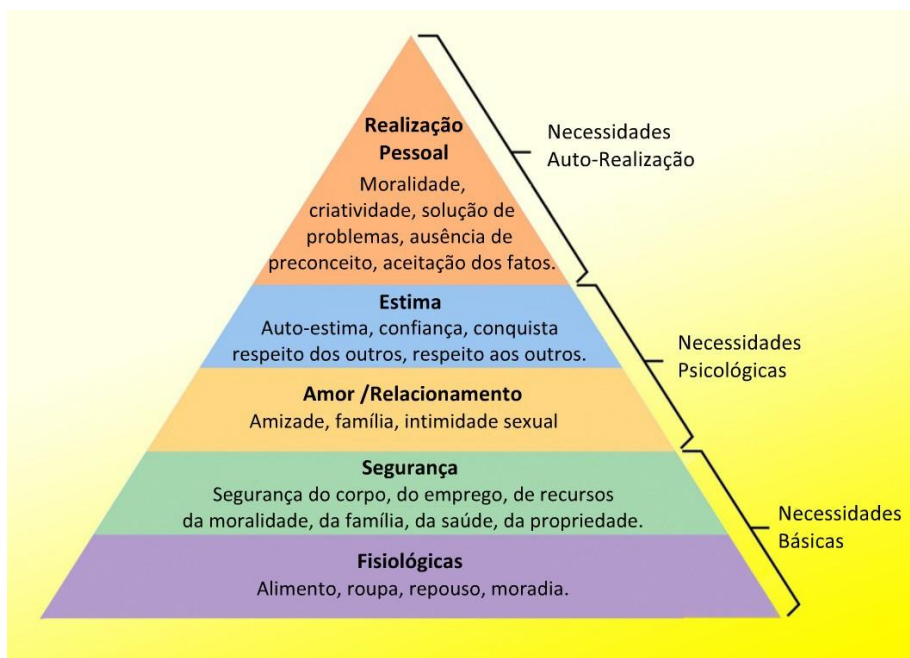 Realização
Pessoal
Moralidade,
criatividade, solução de
problemas, ausência de
preconceito, aceitação dos fatos.
Necessidades
Auto-Realização
Estima
Auto-estima, confiança, conquista
respeito dos outros, respeito aos outros.
Necessidades
Psicológicas
Amor /Relacionamento
Amizade, família, intimidade sexual
Segurança
Segurança do corpo, do emprego, de recursos
da moralidade, da família, da saúde, da propriedade.
Necessidades
Básicas
Fisiológicas
Alimento, roupa, repouso, moradia.